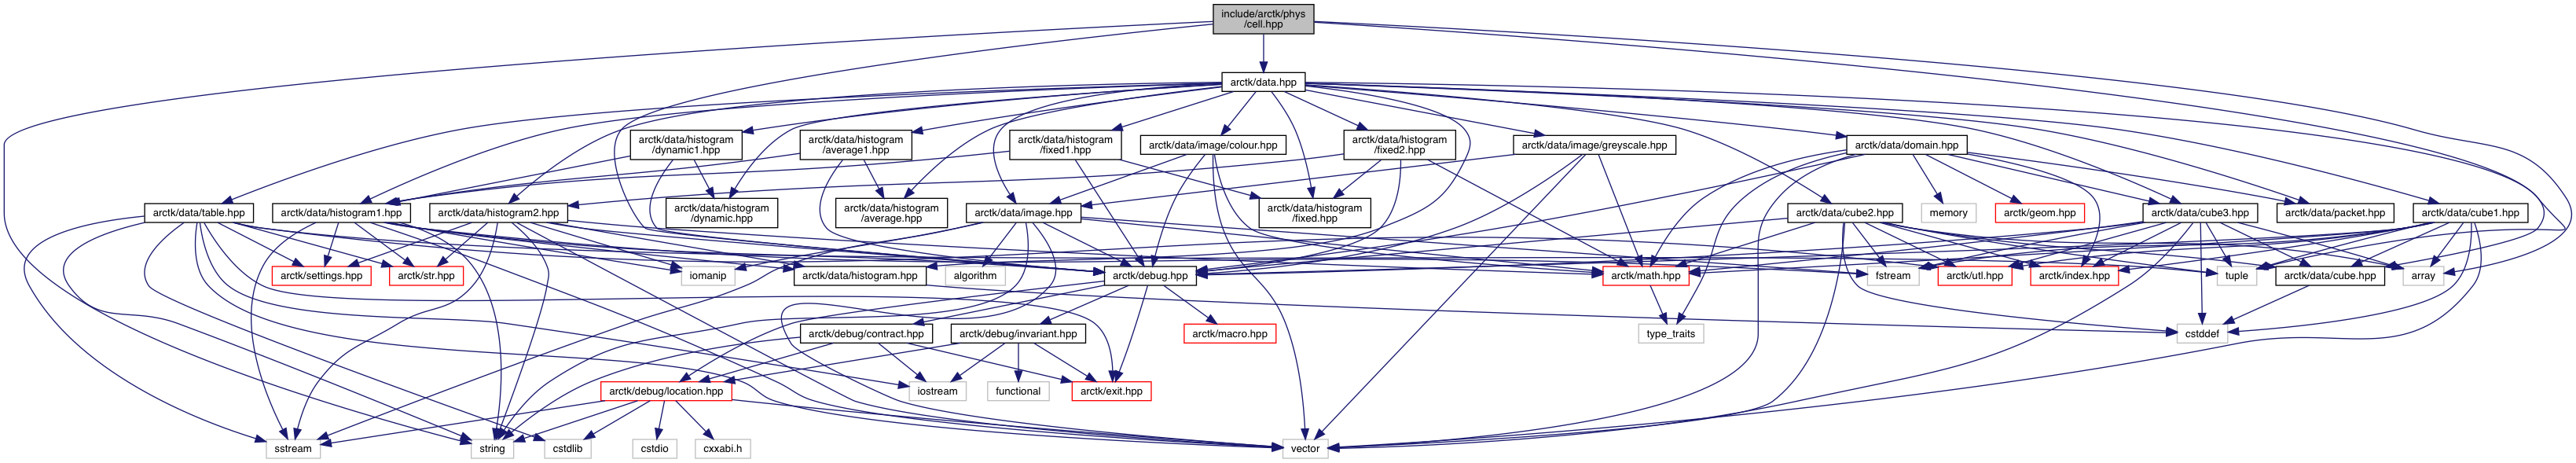 include/arctk/phys
/cell.hpp
arctk/data.hpp
arctk/data/histogram
/dynamic1.hpp
arctk/data/histogram
/average1.hpp
arctk/data/histogram
/fixed1.hpp
arctk/data/image/colour.hpp
arctk/data/histogram
/fixed2.hpp
arctk/data/image/greyscale.hpp
arctk/data/domain.hpp
arctk/data/table.hpp
arctk/data/histogram1.hpp
arctk/data/histogram2.hpp
arctk/data/histogram
/dynamic.hpp
arctk/data/histogram
/average.hpp
arctk/data/image.hpp
arctk/data/histogram
/fixed.hpp
arctk/data/cube2.hpp
memory
arctk/geom.hpp
arctk/data/cube3.hpp
arctk/data/packet.hpp
arctk/data/cube1.hpp
arctk/settings.hpp
arctk/str.hpp
iomanip
arctk/data/histogram.hpp
algorithm
arctk/debug.hpp
arctk/math.hpp
fstream
arctk/utl.hpp
arctk/index.hpp
tuple
arctk/data/cube.hpp
array
arctk/debug/contract.hpp
arctk/debug/invariant.hpp
arctk/macro.hpp
type_traits
cstddef
arctk/debug/location.hpp
iostream
functional
arctk/exit.hpp
sstream
string
cstdlib
cstdio
cxxabi.h
vector